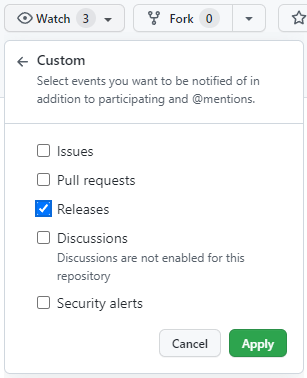 Watch 3 Fork 0
Custom
Select events you want to be notified of in
addition to participating and @mentions.
Issues
Pull requests
Releases
Discussions
Discussions are not enabled for this
repository
Security alerts
Cancel Apply